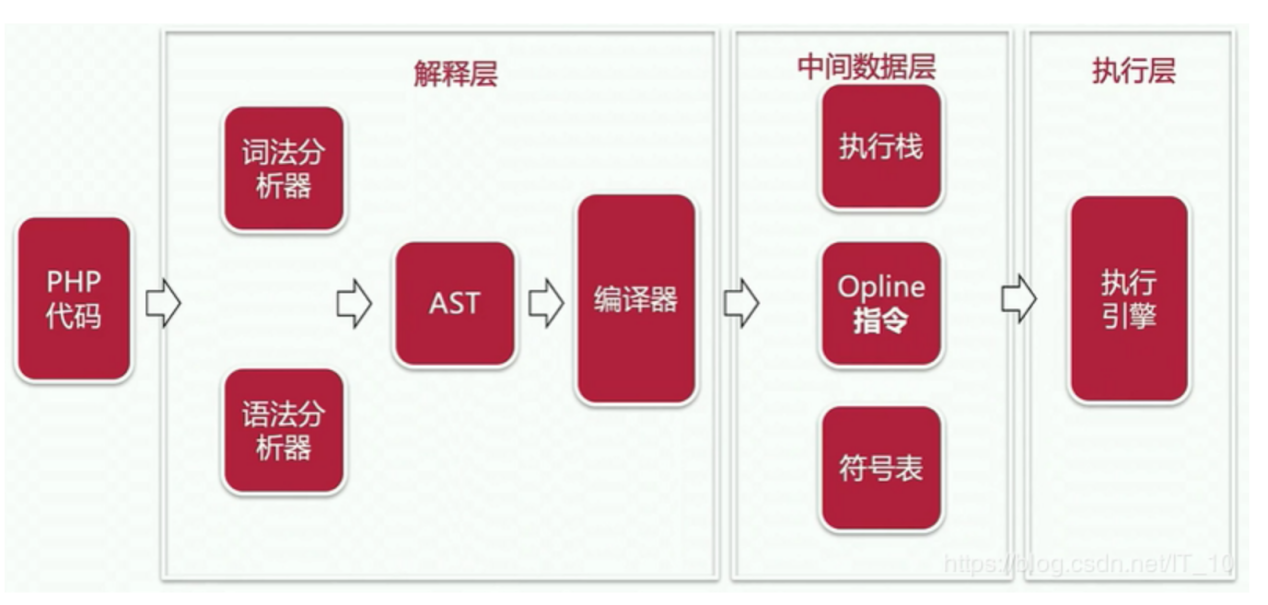 解释层
中间数据层
执行层
PHP
代码
词法分
析器
语法分
析器
AST
编译器
执行栈
Opline
指令
符号表
执行
引擎
https://blog.csdn.net/IT_10